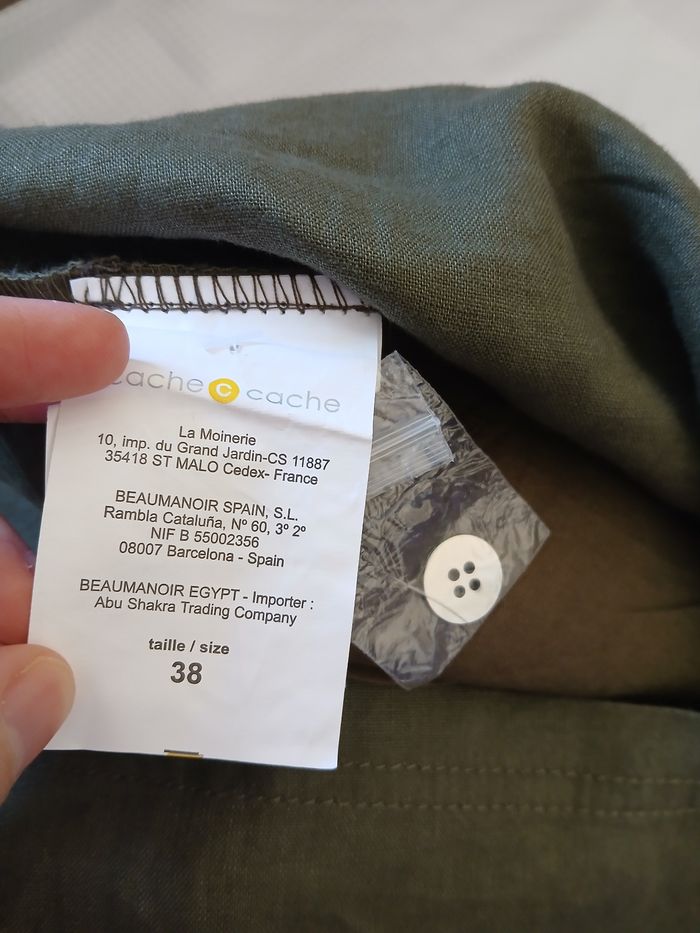 cache c cache
La Moinerie
10, imp. du Grand Jardin-CS 11887
35418 ST MALO Cedex- France
BEAUMANOIR SPAIN, S.L.
Rambla Cataluña, Nº 60, 3º 2º
NIF B 55002356
08007 Barcelona - Spain
BEAUMANOIR EGYPT - Importer :
Abu Shakra Trading Company
taille / size
38